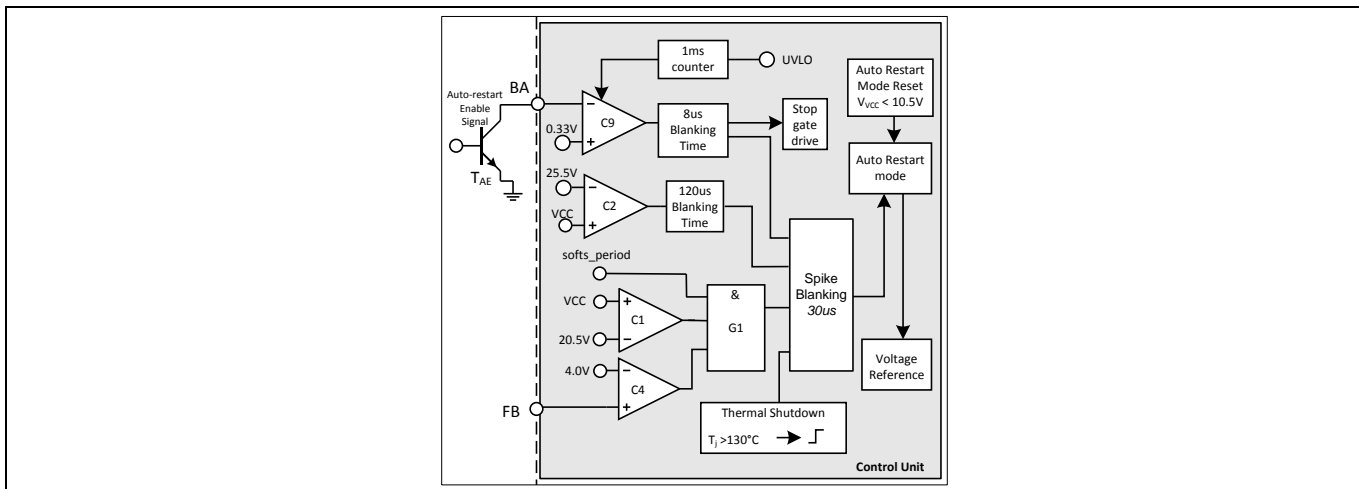 1ms
counter
UVLO
BA
Auto-restart
Enable
Signal
TAE
0.33V
C9
8us
Blanking
Time
Stop
gate
drive
Auto Restart
Mode Reset
VVCC < 10.5V
Auto Restart
mode
25.5V
VCC
C2
120us
Blanking
Time
softs_period
VCC
20.5V
C1
&
G1
Spike
Blanking
30us
4.0V
C4
FB
Voltage
Reference
Thermal Shutdown
Tj >130°C
Control Unit